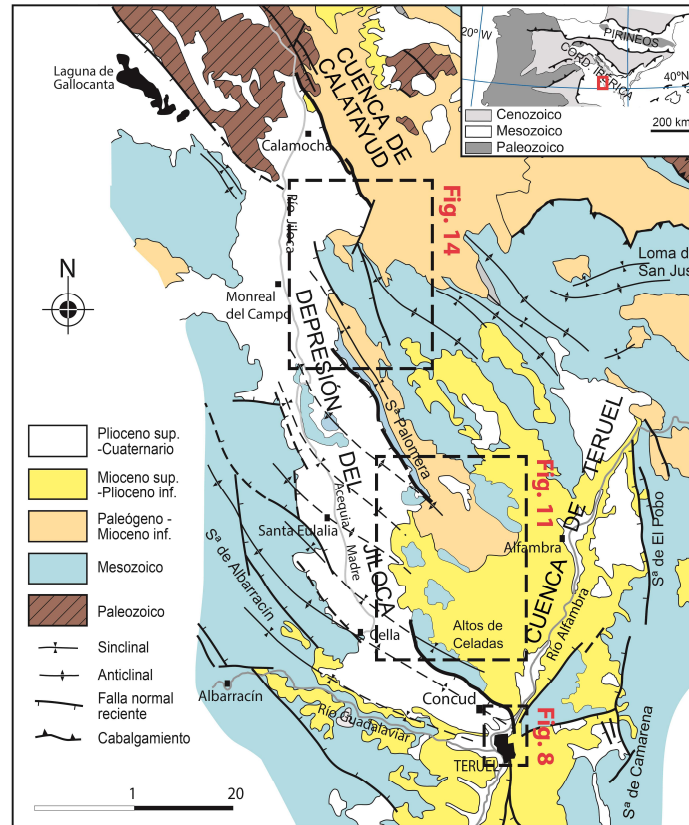 Laguna de
Gallocanta
CUENCA DE
CALATAYUD
Calamocha
20º W
PIRINEOS
CORD. IBÉRICA
40ºN
Cenozoico
Mesozoico
Paleozoico
200 km
Río Jiloca
Fig. 14
Loma de
San Jus
N
Monreal
del Campo
DEPRESIÓN
DEL
JILOCA
Sª Palomera
Plioceno sup.
-Cuaternario
Mioceno sup.
-Plioceno inf.
Paleógeno -
Mioceno inf.
Mesozoico
Paleozoico
Sinclinal
Anticlinal
Falla normal
reciente
Cabalgamiento
Acequia
Madre
Santa Eulalia
Sª de Albarracín
Fig. 11
CUENCA DE TERUEL
Alfambra
Río Alfambra
Sª de El Pobo
Altos de
Celadas
Cella
Albarracín
Concud
Río Guadalaviar
Fig. 8
TERUEL
Sª de Camarena
1
20